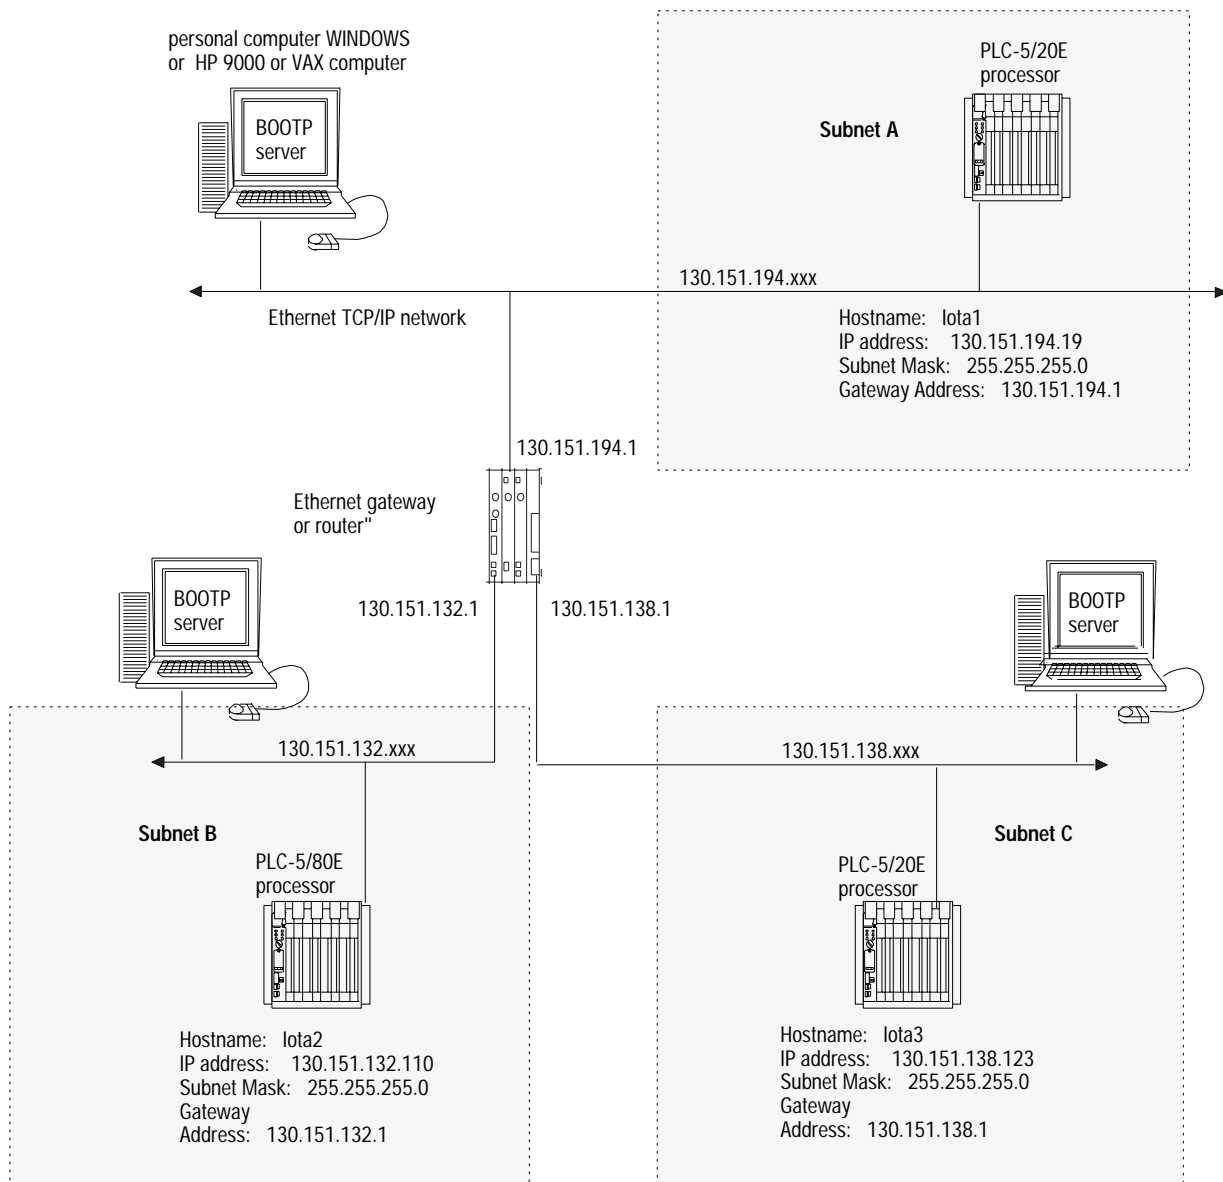 personal computer WINDOWS
or HP 9000 or VAX computer
BOOTP
server
PLC-5/20E
processor
Subnet A
130.151.194.xxx
Ethernet TCP/IP network
Hostname: Iota1
IP address: 130.151.194.19
Subnet Mask: 255.255.255.0
Gateway Address: 130.151.194.1
130.151.194.1
Ethernet gateway
or router"
130.151.132.1
130.151.138.1
BOOTP
server
BOOTP
server
130.151.132.xxx
130.151.138.xxx
Subnet B
PLC-5/80E
processor
Subnet C
PLC-5/20E
processor
Hostname: Iota2
IP address: 130.151.132.110
Subnet Mask: 255.255.255.0
Gateway
Address: 130.151.132.1
Hostname: Iota3
IP address: 130.151.138.123
Subnet Mask: 255.255.255.0
Gateway
Address: 130.151.138.1